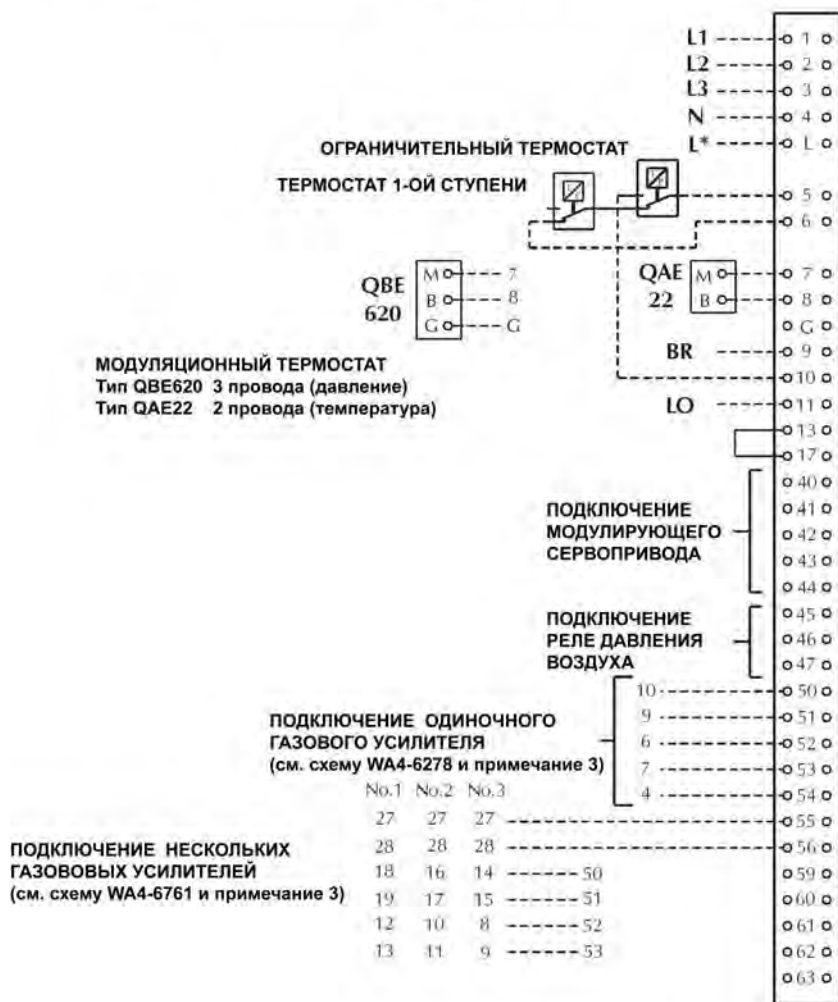 L1 1
L2 2
L3 3
N 4
L* L
ОГРАНИЧИТЕЛЬНЫЙ ТЕРМОСТАТ
ТЕРМОСТАТ 1-ОЙ СТУПЕНИ
5
6
QBE 620
M 7
B 8
G G
QAE 22
M 7
B 8
G
BR 9
10
LO 11
МОДУЛЯЦИОННЫЙ ТЕРМОСТАТ
Тип QBE620 3 провода (давление)
Тип QAE22 2 провода (температура)
13
17
40
41
42
43
44
ПОДКЛЮЧЕНИЕ
МОДУЛИРУЮЩЕГО
СЕРВОПРИВОДА
45
46
47
ПОДКЛЮЧЕНИЕ
РЕЛЕ ДАВЛЕНИЯ
ВОЗДУХА
10 50
9 51
6 52
7 53
4 54
ПОДКЛЮЧЕНИЕ ОДИНОЧНОГО
ГАЗОВОГО УСИЛИТЕЛЯ
(см. схему WA4-6278 и примечание 3)
No.1 No.2 No.3
27 27 27 55
28 28 28 56
18 16 14 50 59
19 17 15 51 60
12 10 8 52 61
13 11 9 53 62
63
ПОДКЛЮЧЕНИЕ НЕСКОЛЬКИХ
ГАЗОВОВЫХ УСИЛИТЕЛЕЙ
(см. схему WA4-6761 и примечание 3)